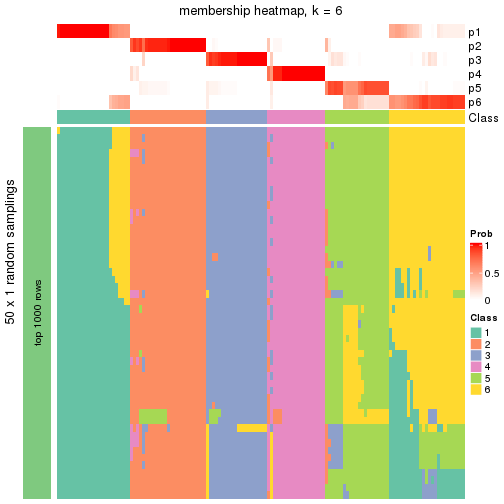 membership heatmap, k = 6
p1
p2
p3
p4
p5
p6
Class
50 x 1 random samplings
top 1000 rows
Prob
1
0.5
0
Class
1
2
3
4
5
6